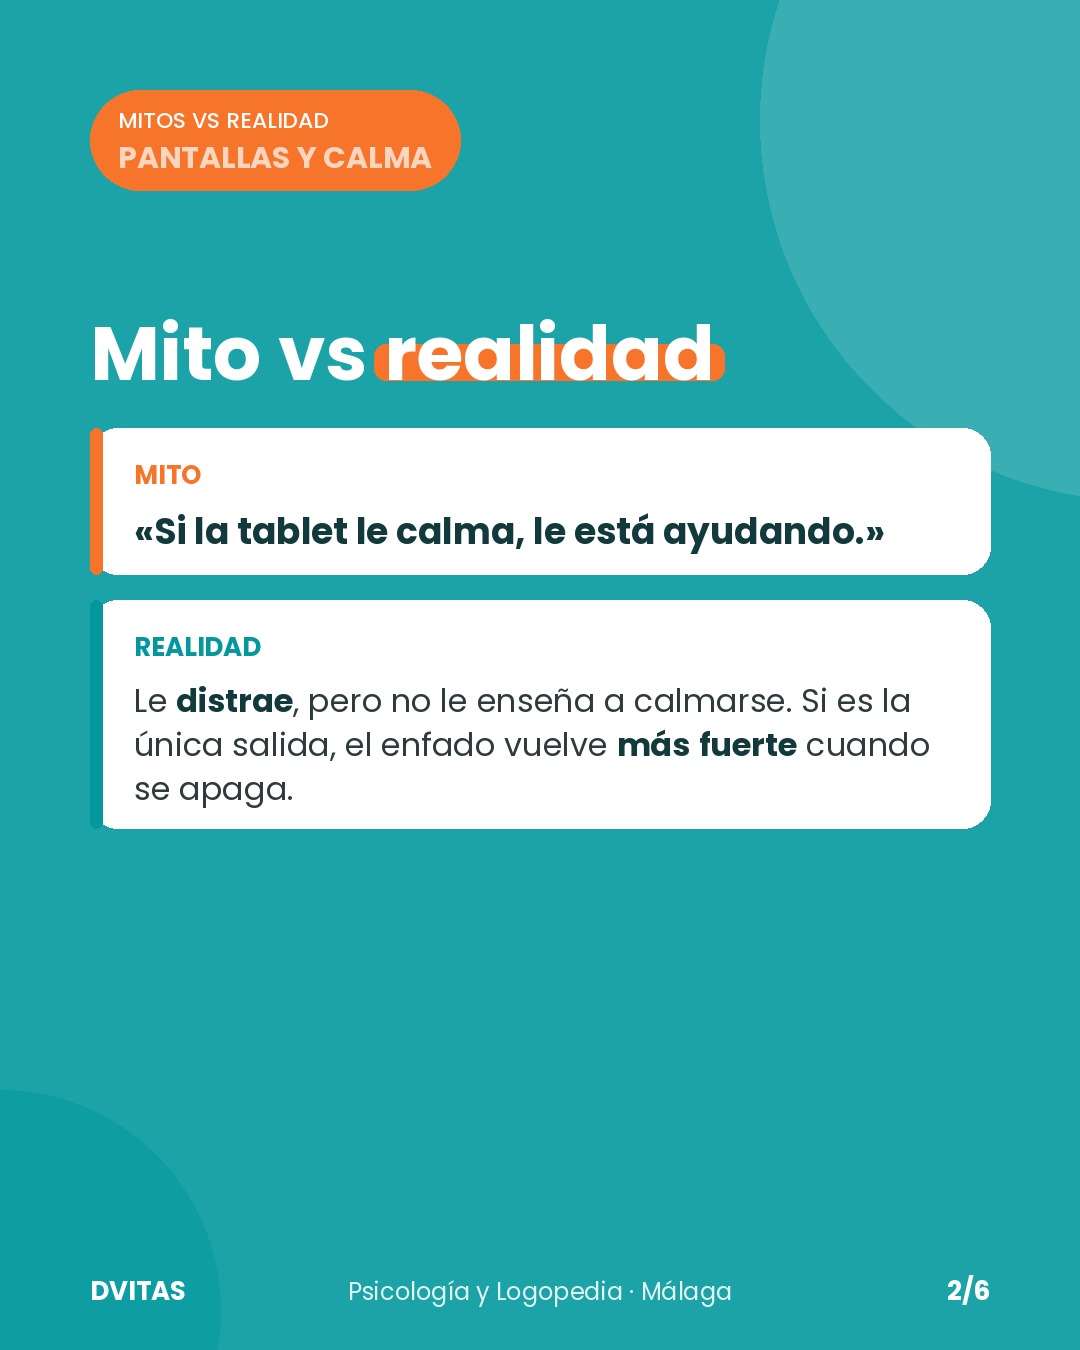 MITOS VS REALIDAD
PANTALLAS Y CALMA
Mito vs realidad
MITO
«Si la tablet le calma, le está ayudando.»
REALIDAD
Le distrae, pero no le enseña a calmarse. Si es la
única salida, el enfado vuelve más fuerte cuando
se apaga.
DVITAS
Psicología y Logopedia · Málaga
2/6